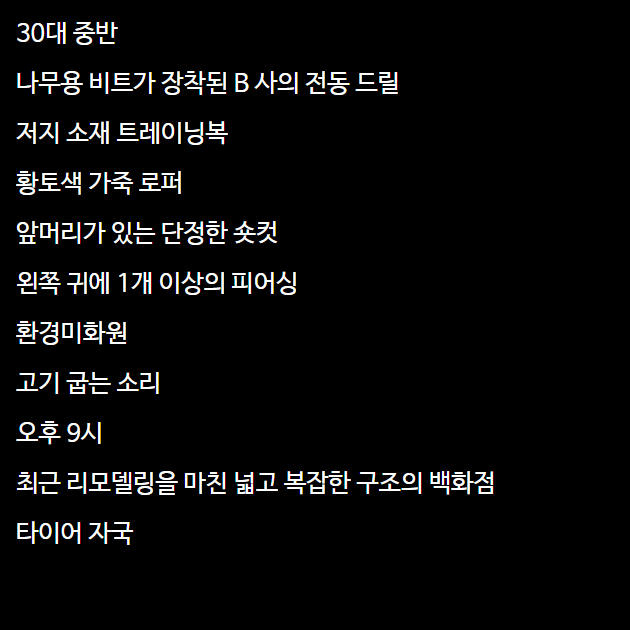 30대 중반
나무용 비트가 장착된 B 사의 전동 드릴
저지 소재 트레이닝복
황토색 가죽 로퍼
앞머리가 있는 단정한 숏컷
왼쪽 귀에 1개 이상의 피어싱
환경미화원
고기 굽는 소리
오후 9시
최근 리모델링을 마친 넓고 복잡한 구조의 백화점
타이어 자국